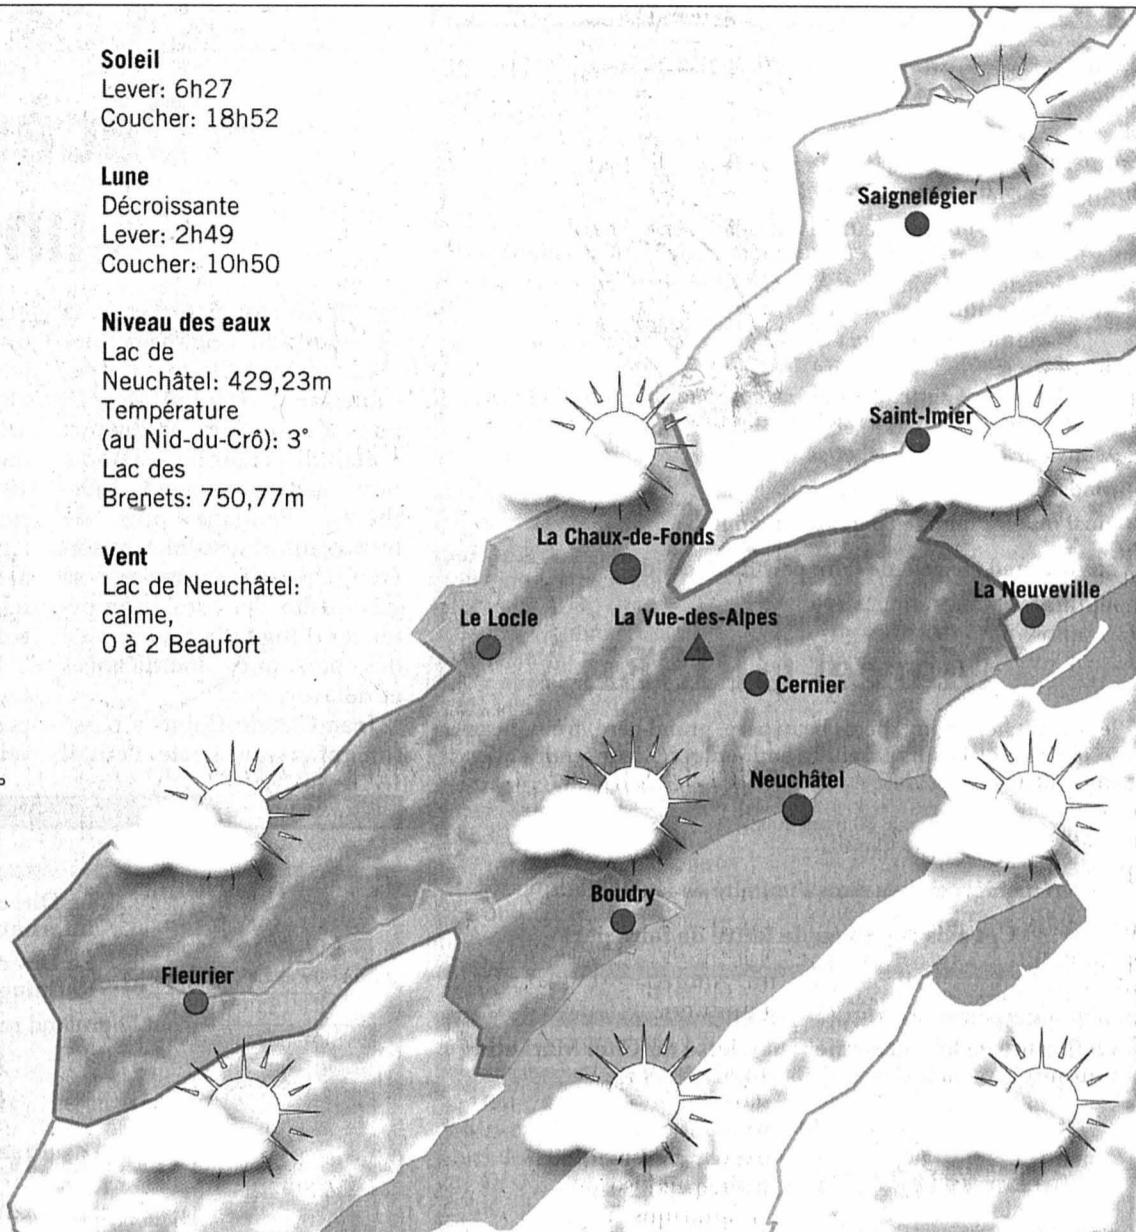 Soleil
Lever: 6h27
Coucher: 18h52
Lune
Décroissante
Lever: 2h49
Coucher: 10h50
Niveau des eaux
Lac de
Neuchâtel: 429,23m
Température
(au Nid-du-Crô): 3°
Lac des
Brenets: 750,77m
Vent
Lac de Neuchâtel:
calme,
0 à 2 Beaufort
Saignelégier
Saint-Imier
La Chaux-de-Fonds
La Neuveville
Le Locle
La Vue-des-Alpes
Cernier
Neuchâtel
Boudry
Fleurier